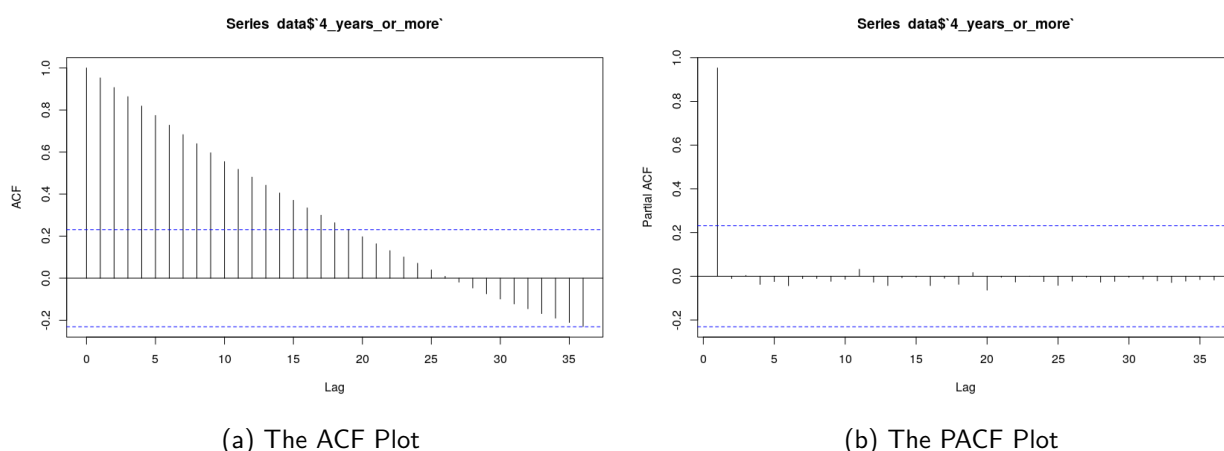 Series data$`4_years_or_more`
ACF
1.0
0.8
0.6
0.4
0.2
0.0
-0.2
0 5 10 15 20 25 30 35
Lag
(a) The ACF Plot
Series data$`4_years_or_more`
Partial ACF
1.0
0.8
0.6
0.4
0.2
0.0
-0.2
0 5 10 15 20 25 30 35
Lag
(b) The PACF Plot